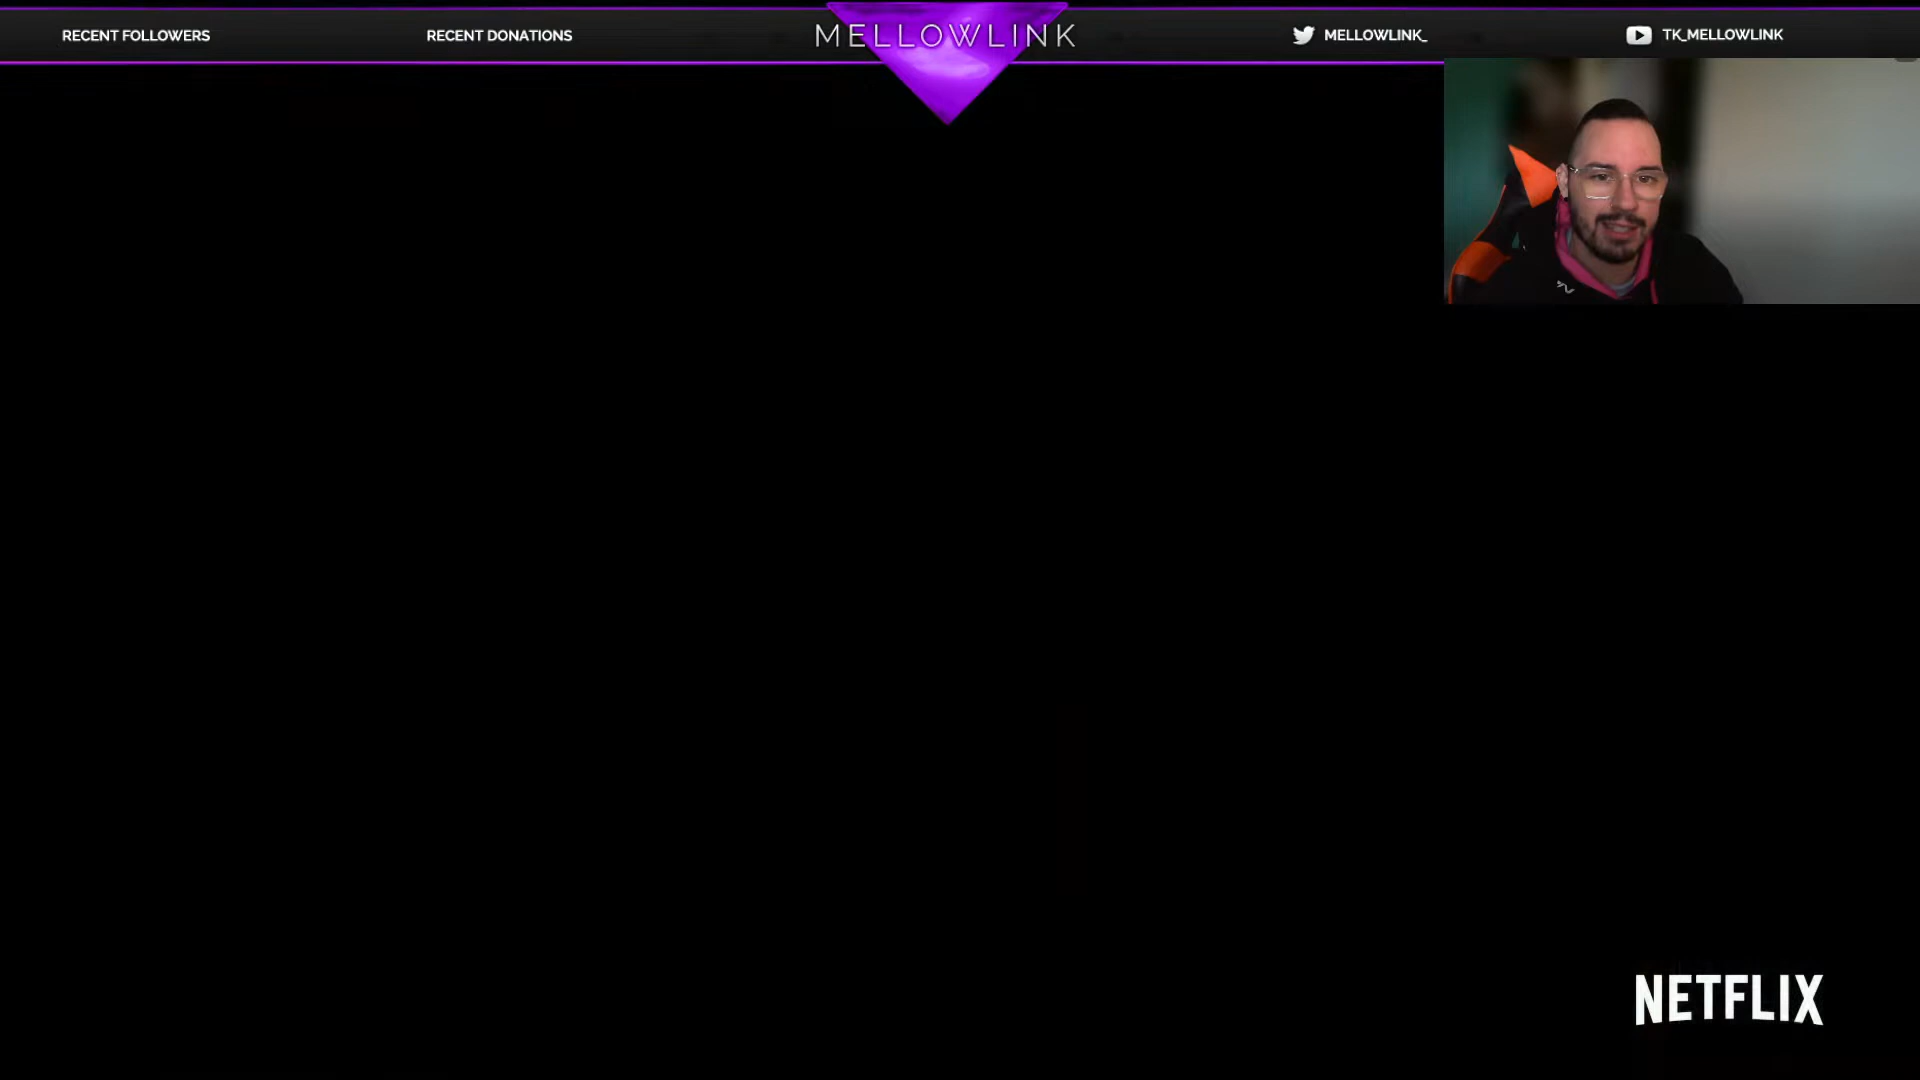 RECENT FOLLOWERS
RECENT DONATIONS
MELLOWLINK
MELLOWLINK_
TK_MELLOWLINK
NETFLIX